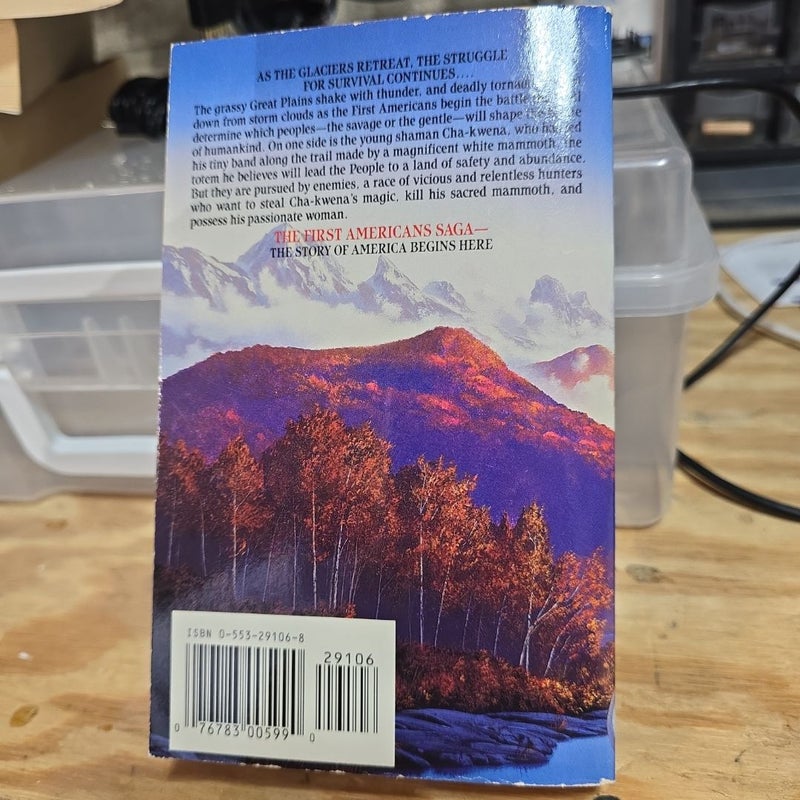 AS THE GLACIERS RETREAT, THE STRUGGLE
FOR SURVIVAL CONTINUES....
The grassy Great Plains shake with thunder, and deadly
down from storm clouds as the First Americans begin the
determine which peoples—the savage or the gentle—will shape
of humankind. On one side is the young shaman Cha-kwena, who
his tiny band along the trail made by a magnificent white mammoth,
totem he believes will lead the People to a land of safety and abundance.
But they are pursued by enemies, a race of vicious and relentless hunters
who want to steal Cha-kwena's magic, kill his sacred mammoth, and
possess his passionate woman.
THE FIRST AMERICANS SAGA—
THE STORY OF AMERICA BEGINS HERE
ISBN 0-553-29106-8
29106
0 76783 00599 0